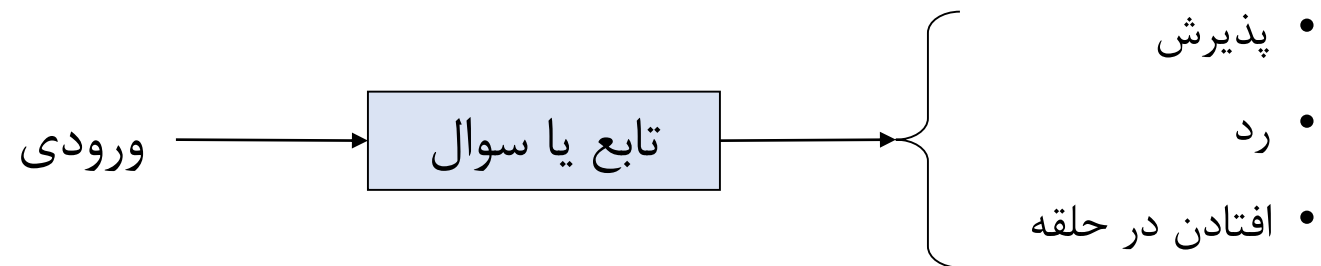 ورودی
تابع یا سوال
• پذیرش
• رد
• افتادن در حلقه